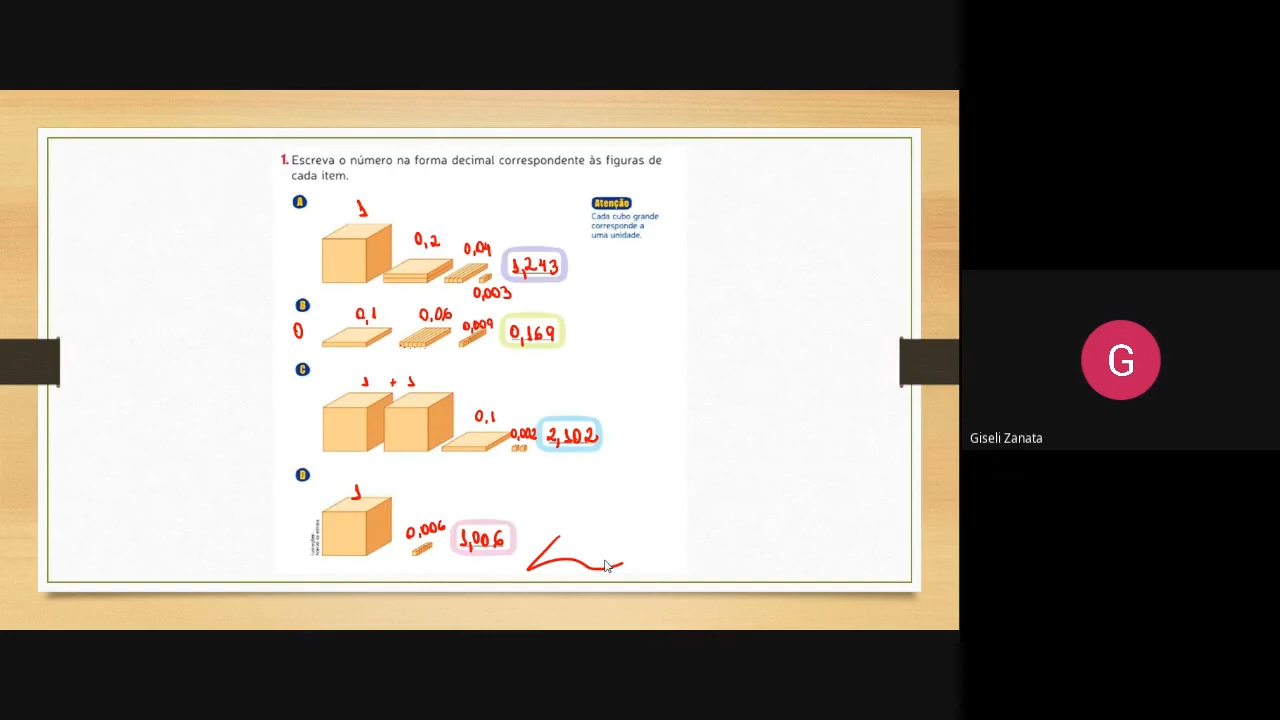 1. Escreva o número na forma decimal correspondente às figuras de
cada item.
A
1
0,2
0,04
0,003
1,243
Atenção
Cada cubo grande
corresponde a
uma unidade.
B
0
0,1
0,06
0,009
0,169
C
1 + 1
0,1
0,002
2,102
D
1
0,006
1,006
G
Giseli Zanata